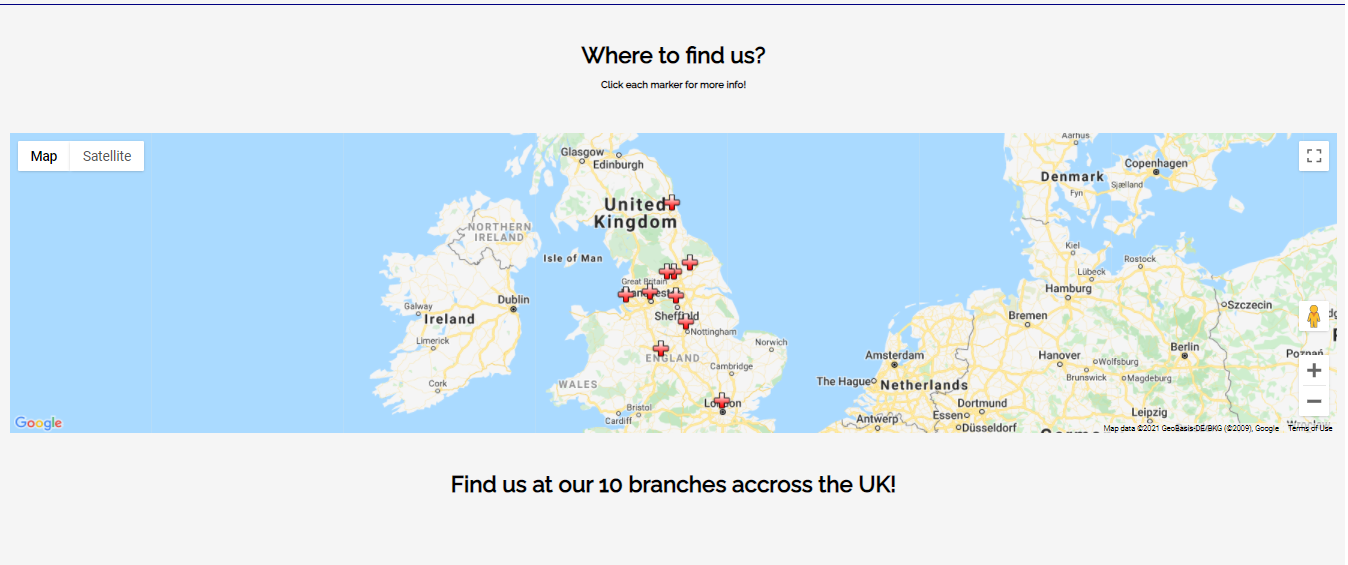 Where to find us?
Click each marker for more info!
Map Satellite
Glasgow
Edinburgh
United
Kingdom
NORTHERN
IRELAND
Isle of Man
Great Britain
Dublin
Galway
Ireland
Limerick
Cork
Sheffield
Nottingham
Norwich
ENGLAND
Cambridge
WALES
London
Bristol
Cardiff
Aarhus
Copenhagen
Denmark
Sjælland
Fyn
Kiel
Rostock
Lübeck
Hamburg
Szczecin
Bremen
Berlin
Poznań
Amsterdam
Hanover
Wolfsburg
Brunswick
Magdeburg
The Hague
Netherlands
Dortmund
Essen
Leipzig
Antwerp
Düsseldorf
Google
Map data ©2021 GeoBasis-DE/BKG (©2009), Google Terms of Use
Find us at our 10 branches accross the UK!